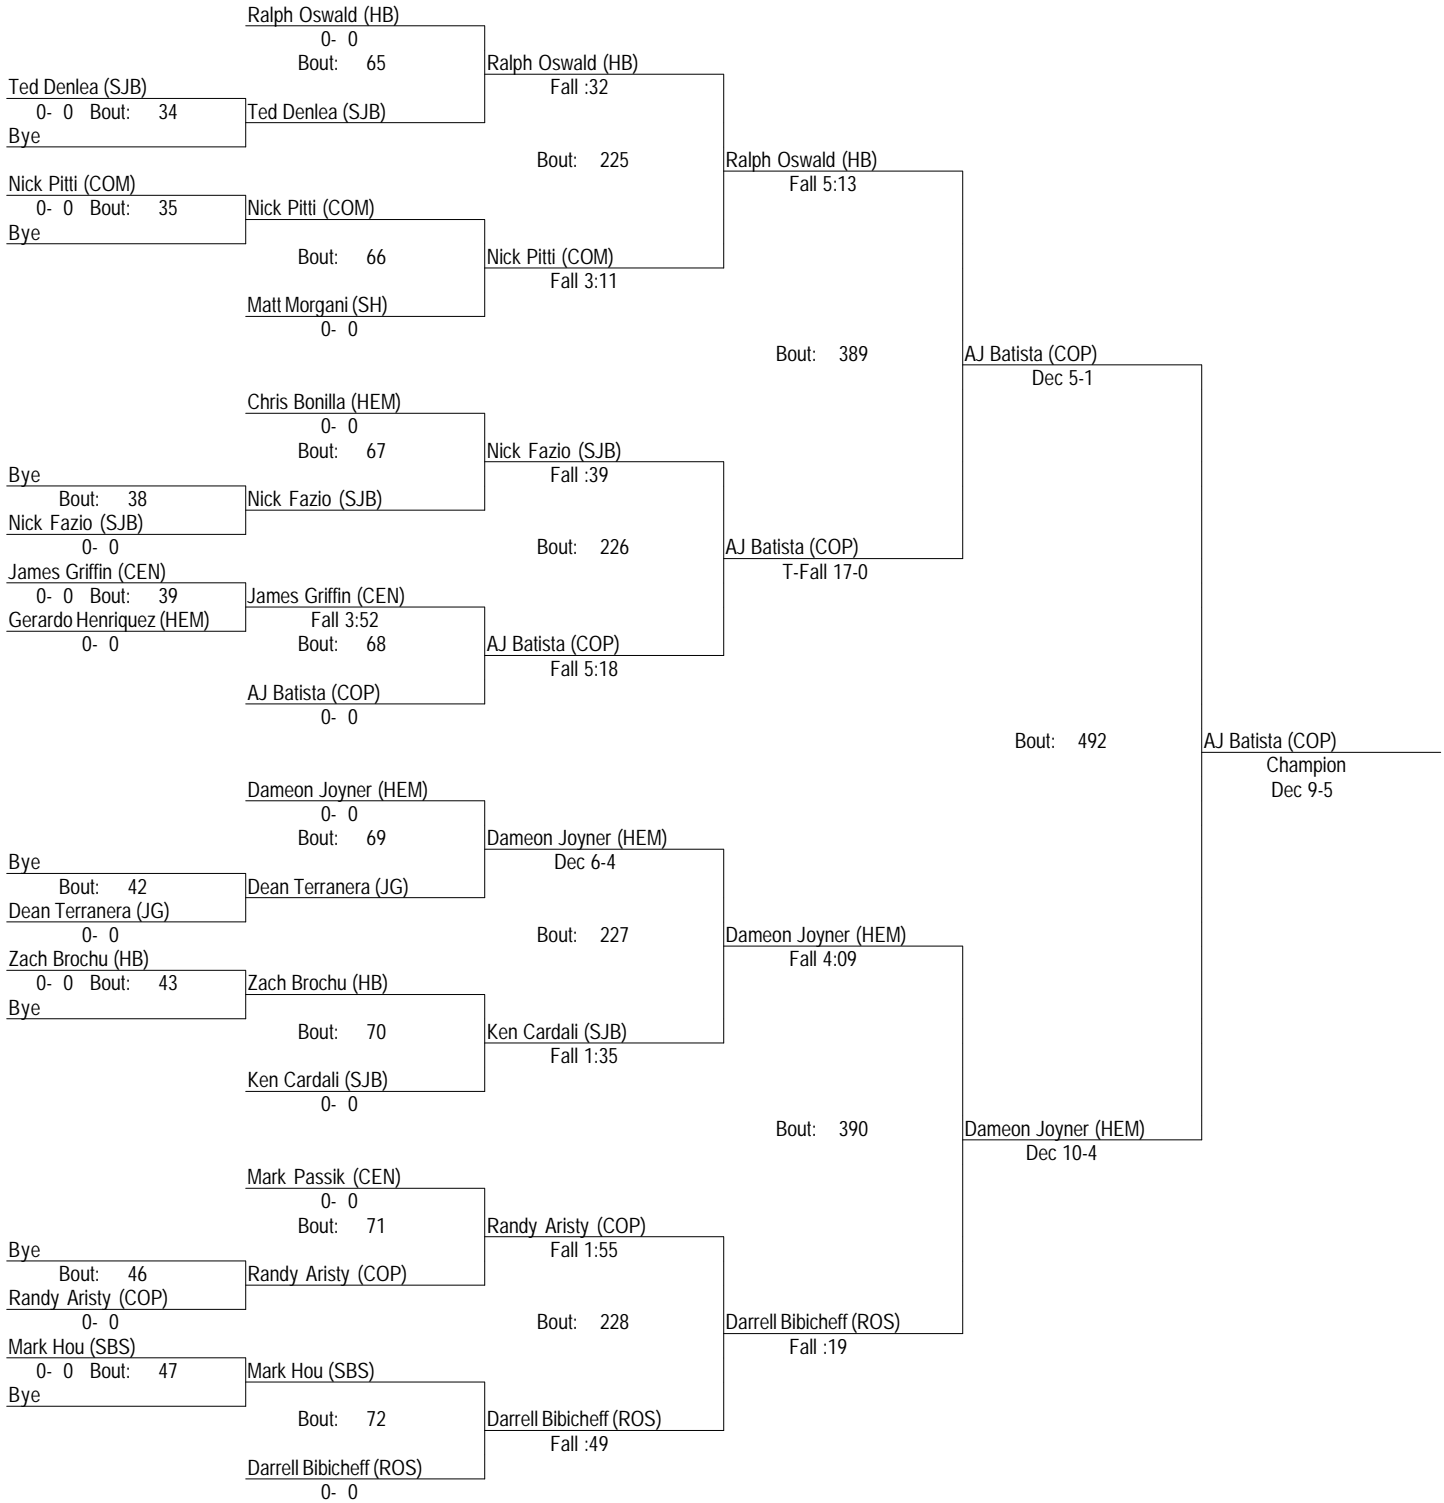 Ralph Oswald (HB)
0- 0
Bout: 65
Ralph Oswald (HB)
Ted Denlea (SJB)
Fall :32
0- 0 Bout: 34
Ted Denlea (SJB)
Bye
Bout: 225
Ralph Oswald (HB)
Nick Pitti (COM)
Fall 5:13
0- 0 Bout: 35
Nick Pitti (COM)
Bye
Bout: 66
Nick Pitti (COM)
Fall 3:11
Matt Morgani (SH)
0- 0
Bout: 389
AJ Batista (COP)
Dec 5-1
Chris Bonilla (HEM)
0- 0
Bout: 67
Nick Fazio (SJB)
Bye
Fall :39
Bout: 38
Nick Fazio (SJB)
Nick Fazio (SJB)
0- 0
Bout: 226
AJ Batista (COP)
James Griffin (CEN)
T-Fall 17-0
0- 0 Bout: 39
James Griffin (CEN)
Gerardo Henriquez (HEM)
Fall 3:52
0- 0
Bout: 68
AJ Batista (COP)
Fall 5:18
AJ Batista (COP)
0- 0
Bout: 492
AJ Batista (COP)
Champion
Dec 9-5
Dameon Joyner (HEM)
0- 0
Bout: 69
Dameon Joyner (HEM)
Bye
Dec 6-4
Bout: 42
Dean Terranera (JG)
Dean Terranera (JG)
0- 0
Bout: 227
Dameon Joyner (HEM)
Zach Brochu (HB)
Fall 4:09
0- 0 Bout: 43
Zach Brochu (HB)
Bye
Bout: 70
Ken Cardali (SJB)
Fall 1:35
Ken Cardali (SJB)
0- 0
Bout: 390
Dameon Joyner (HEM)
Dec 10-4
Mark Passik (CEN)
0- 0
Bout: 71
Randy Aristy (COP)
Bye
Fall 1:55
Bout: 46
Randy Aristy (COP)
Randy Aristy (COP)
0- 0
Bout: 228
Darrell Bibicheff (ROS)
Mark Hou (SBS)
Fall :19
0- 0 Bout: 47
Mark Hou (SBS)
Bye
Bout: 72
Darrell Bibicheff (ROS)
Fall :49
Darrell Bibicheff (ROS)
0- 0